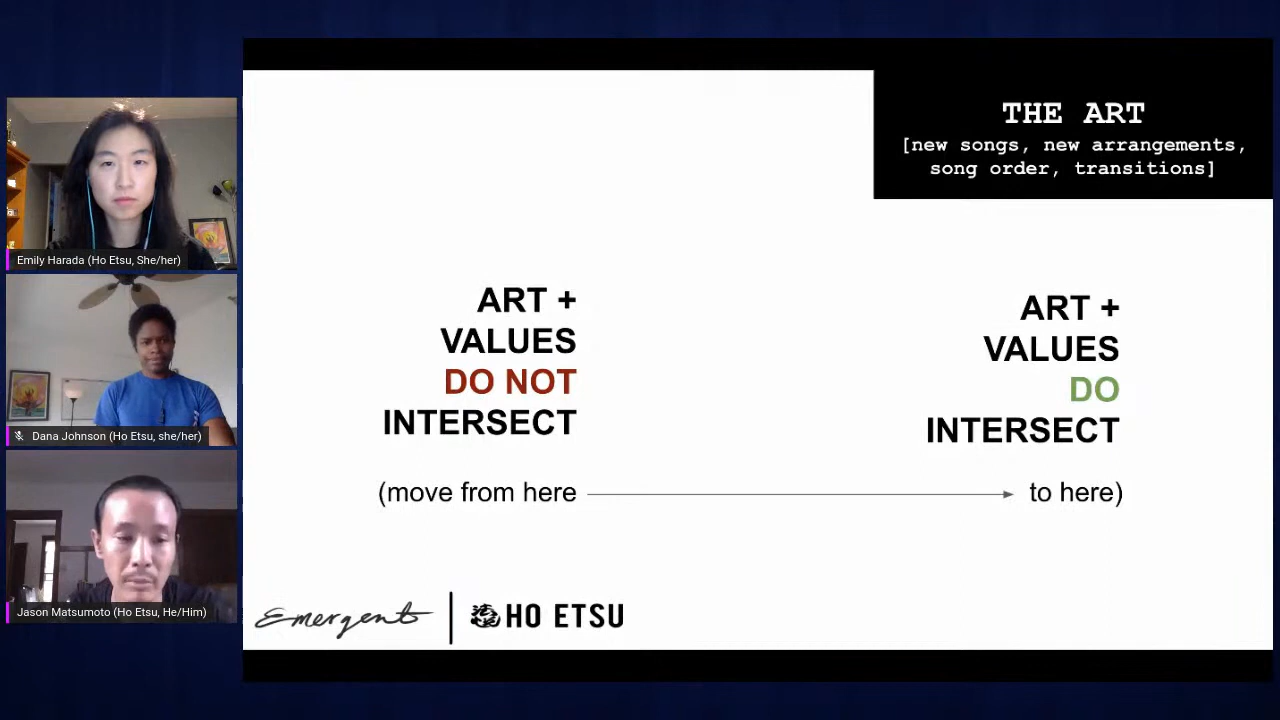 THE ART
[new songs, new arrangements,
song order, transitions]
Emily Harada (Ho Etsu, She/her)
Dana Johnson (Ho Etsu, she/her)
Jason Matsumoto (Ho Etsu, He/Him)
ART +
VALUES
DO NOT
INTERSECT
(move from here
ART +
VALUES
DO
INTERSECT
to here)
Emergent
HO ETSU